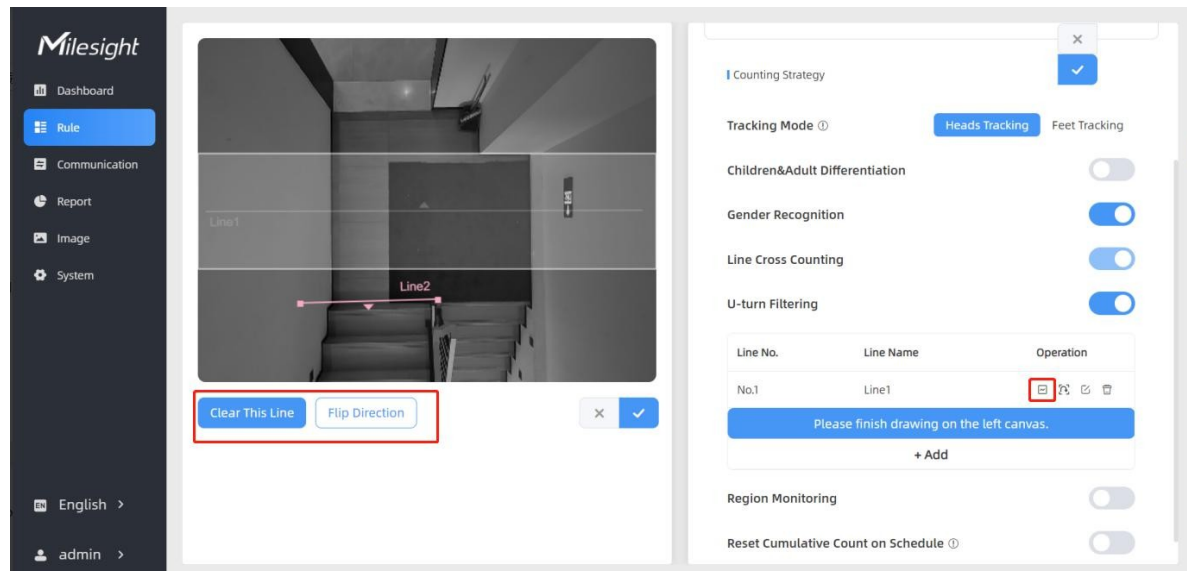 Milesight
Dashboard
Rule
Communication
Report
Image
System
EN English >
admin >
Line1
Line2
Clear This Line
Flip Direction
Counting Strategy
Tracking Mode
Heads Tracking
Feet Tracking
Children&Adult Differentiation
Gender Recognition
Line Cross Counting
U-turn Filtering
Line No. Line Name Operation
No.1 Line1
Please finish drawing on the left canvas.
+ Add
Region Monitoring
Reset Cumulative Count on Schedule